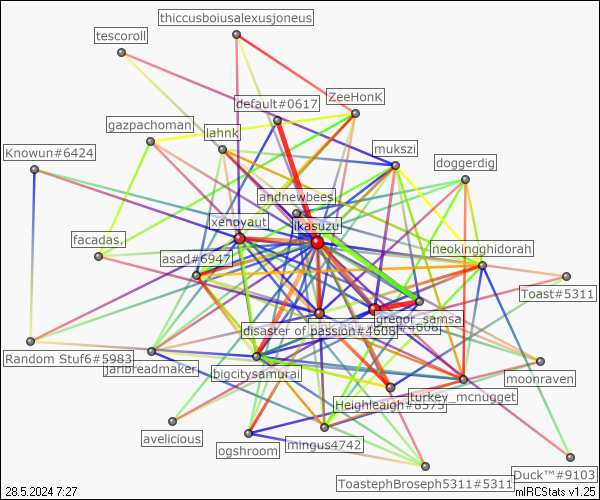 thiccusboiusalexusjoneus
tescoroll
ZeeHonK
default#0617
gazpachoman
lahnk
mukszi
Knowun#6424
doggerdig
andnewbees
xenoyaut
ikasuzu
facadas.
neokingghidorah
asad#6947
Toast#5311
gregor_samsa
disaster of passion#4608
#4608]
Random Stuf6#5983
jaribreadmaker
bigcitysamurai
moonraven
turkey_mcnugget
Heighleaigh#8575
avelicious
mingus4742
ogshroom
ToastephBroseph5311#5311
Duck™#9103
28.5.2024 7:27
mIRCStats v1.25